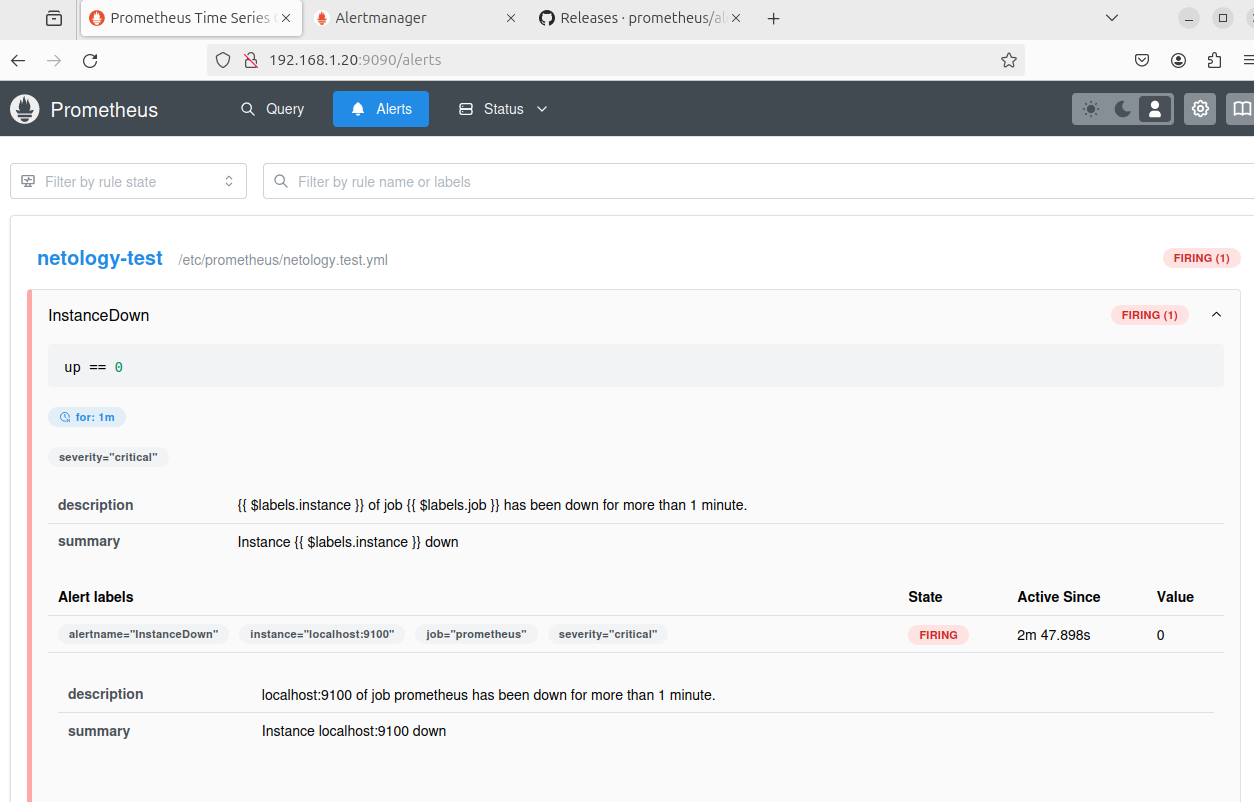 Prometheus Time Series
Alertmanager
Releases · prometheus/al
192.168.1.20:9090/alerts
Prometheus
Query
Alerts
Status
Filter by rule state
Filter by rule name or labels
netology-test /etc/prometheus/netology.test.yml FIRING (1)
InstanceDown FIRING (1)
up == 0
for: 1m
severity="critical"
description {{ $labels.instance }} of job {{ $labels.job }} has been down for more than 1 minute.
summary Instance {{ $labels.instance }} down
Alert labels State Active Since Value
alertname="InstanceDown" instance="localhost:9100" job="prometheus" severity="critical" FIRING 2m 47.898s 0
description localhost:9100 of job prometheus has been down for more than 1 minute.
summary Instance localhost:9100 down